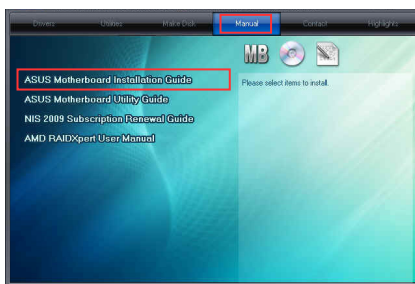 Drivers Utilities Make Disk Manual Contact Highlights
MB
Please select items to install.
ASUS Motherboard Installation Guide
ASUS Motherboard Utility Guide
NIS 2009 Subscription Renewal Guide
AMD RAIDXpert User Manual